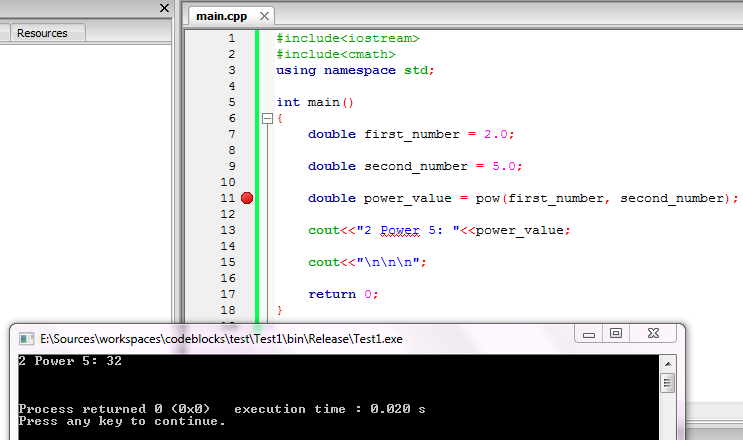 Resources
main.cpp
1 #include<iostream>
2 #include<cmath>
3 using namespace std;
4
5 int main()
6 {
7 double first_number = 2.0;
8
9 double second_number = 5.0;
10
11 double power_value = pow(first_number, second_number);
12
13 cout<<"2 Power 5: "<<power_value;
14
15 cout<<"\n\n\n";
16
17 return 0;
18 }
E:\Sources\workspaces\codeblocks\test\Test1\bin\Release\Test1.exe
2 Power 5: 32
Process returned 0 (0x0) execution time : 0.020 s
Press any key to continue.